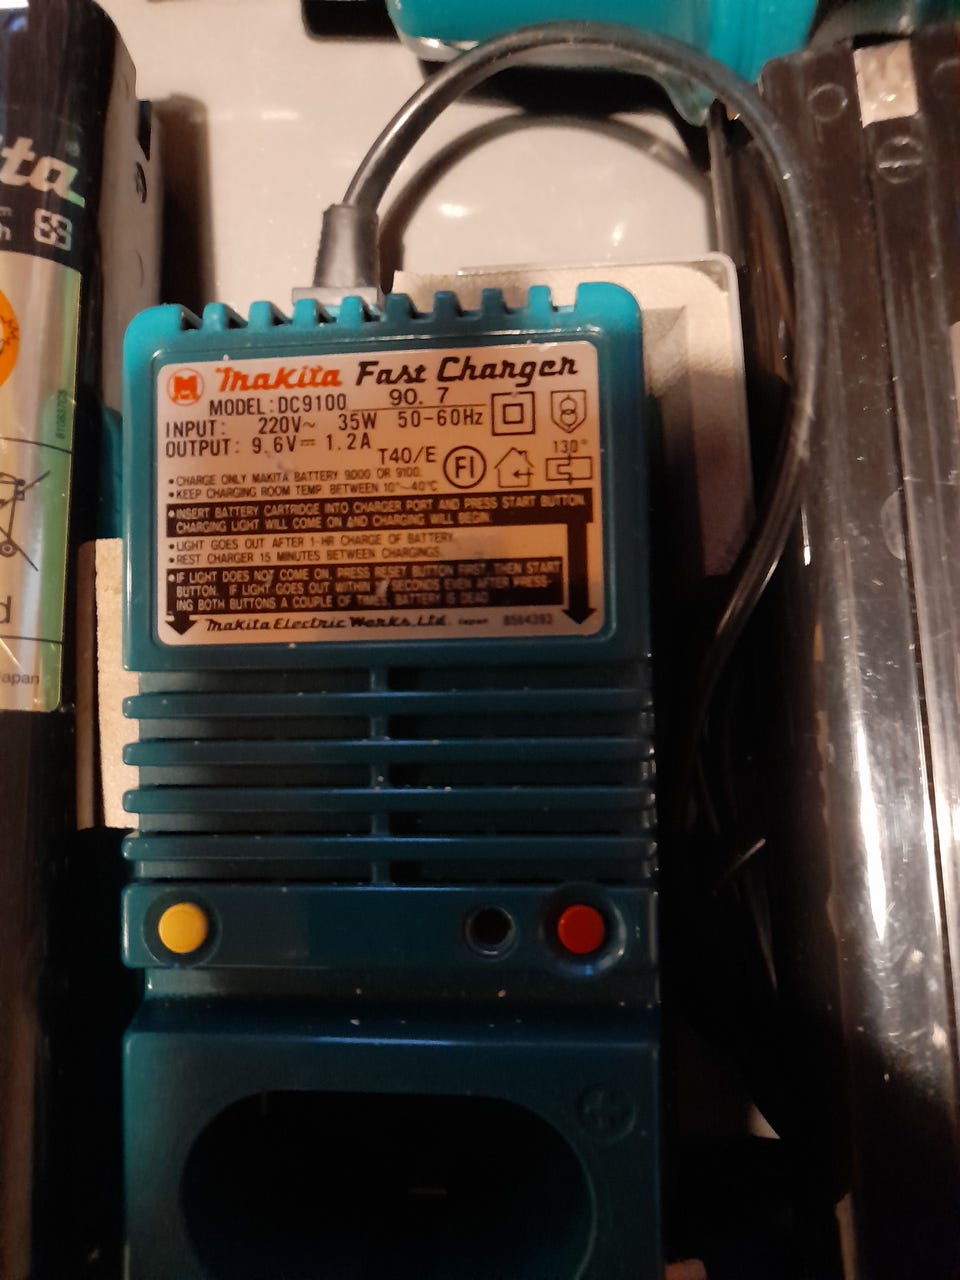 Makita Fast Charger
MODEL:DC9100 90. 7
INPUT: 220V~ 35W 50-60Hz
OUTPUT: 9.6V⎓ 1.2A
T40/E
FI
130°
•CHARGE ONLY MAKITA BATTERY 9000 OR 9100.
•KEEP CHARGING ROOM TEMP. BETWEEN 10°~40°C
•INSERT BATTERY CARTRIDGE INTO CHARGER PORT AND PRESS START BUTTON.
CHARGING LIGHT WILL COME ON AND CHARGING WILL BEGIN.
•LIGHT GOES OUT AFTER 1-HR CHARGE OF BATTERY.
•REST CHARGER 15 MINUTES BETWEEN CHARGINGS.
•IF LIGHT DOES NOT COME ON, PRESS RESET BUTTON FIRST, THEN START
BUTTON. IF LIGHT GOES OUT WITHIN SECONDS EVEN AFTER PRESS-
ING BOTH BUTTONS A COUPLE OF TIMES, BATTERY IS DEAD.
Makita Electric Works, Ltd. Japan
ta
d
Japan